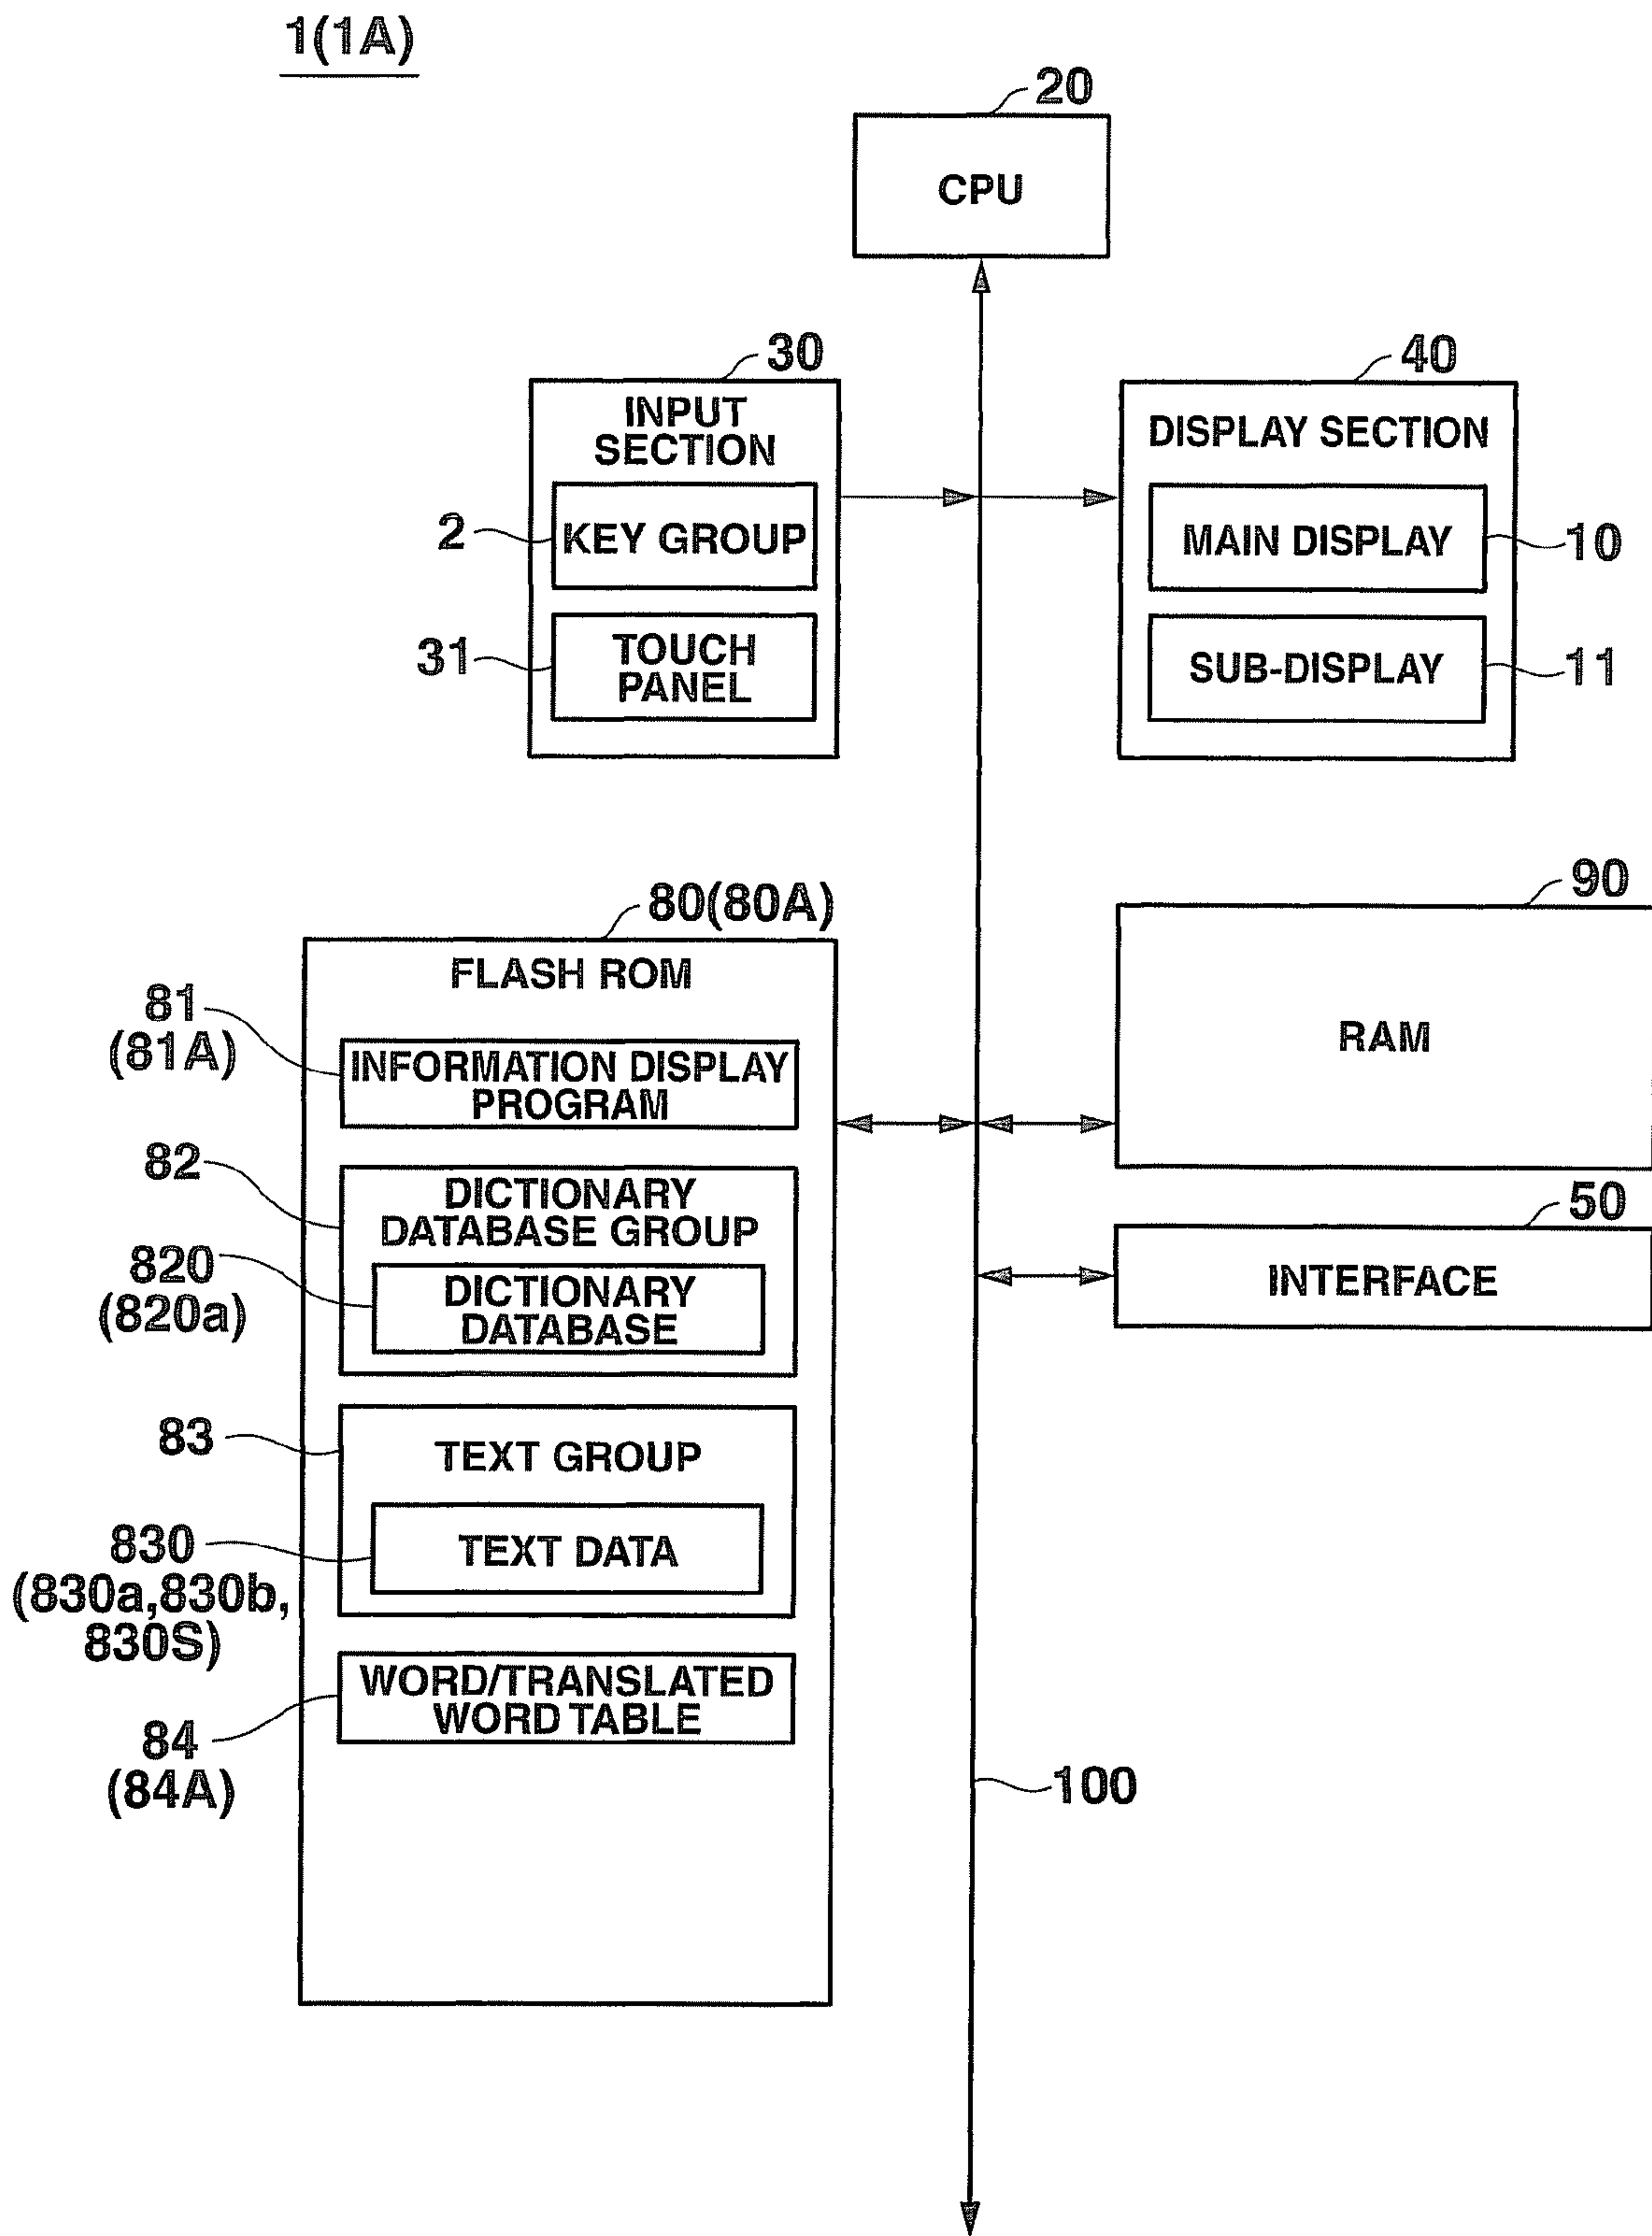 1(1A)
20
CPU
30
INPUT
SECTION
2
KEY GROUP
31
TOUCH
PANEL
40
DISPLAY SECTION
MAIN DISPLAY
10
SUB-DISPLAY
11
80(80A)
FLASH ROM
81
(81A)
INFORMATION DISPLAY
PROGRAM
82
DICTIONARY
DATABASE GROUP
820
(820a)
DICTIONARY
DATABASE
83
TEXT GROUP
830
(830a,830b,
830S)
TEXT DATA
84
(84A)
WORD/TRANSLATED
WORD TABLE
90
RAM
50
INTERFACE
100